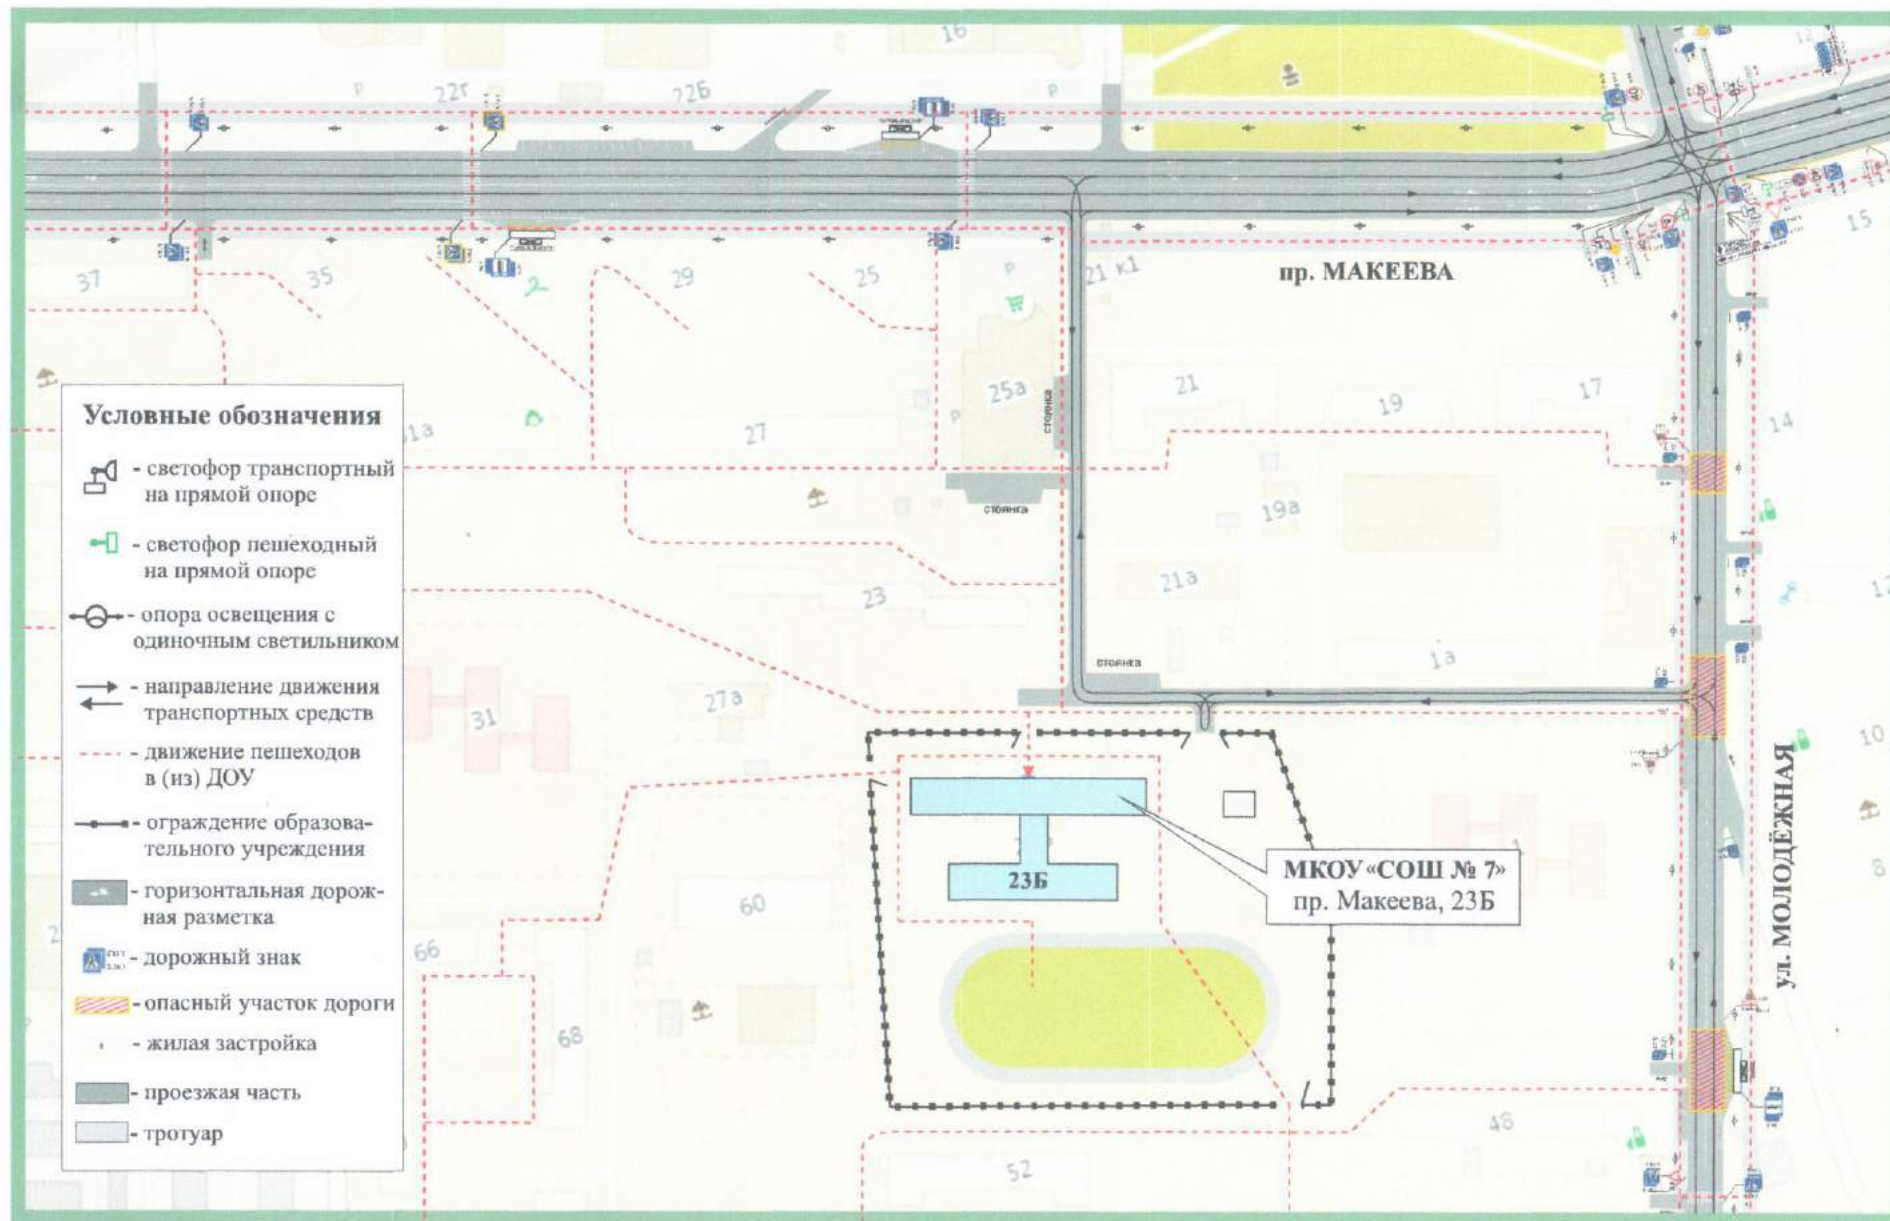 16
12
22г
22Б
Р
Р
15
37
35
29
25
Р
21 к1
пр. МАКЕЕВА
25а
СТОЯНКА
21
19
17
14
27
Р
СТОЯНКА
19а
21а
23
12
СТОЯНКА
1а
27а
31
10
8
ул. МОЛОДЁЖНАЯ
МКОУ «СОШ № 7»
пр. Макеева, 23Б
23Б
60
66
68
48
52
Условные обозначения
- светофор транспортный
на прямой опоре
- светофор пешеходный
на прямой опоре
- опора освещения с
одиночным светильником
- направление движения
транспортных средств
- движение пешеходов
в (из) ДОУ
- ограждение образова-
тельного учреждения
- горизонтальная дорож-
ная разметка
- дорожный знак
- опасный участок дороги
- жилая застройка
- проезжая часть
- тротуар